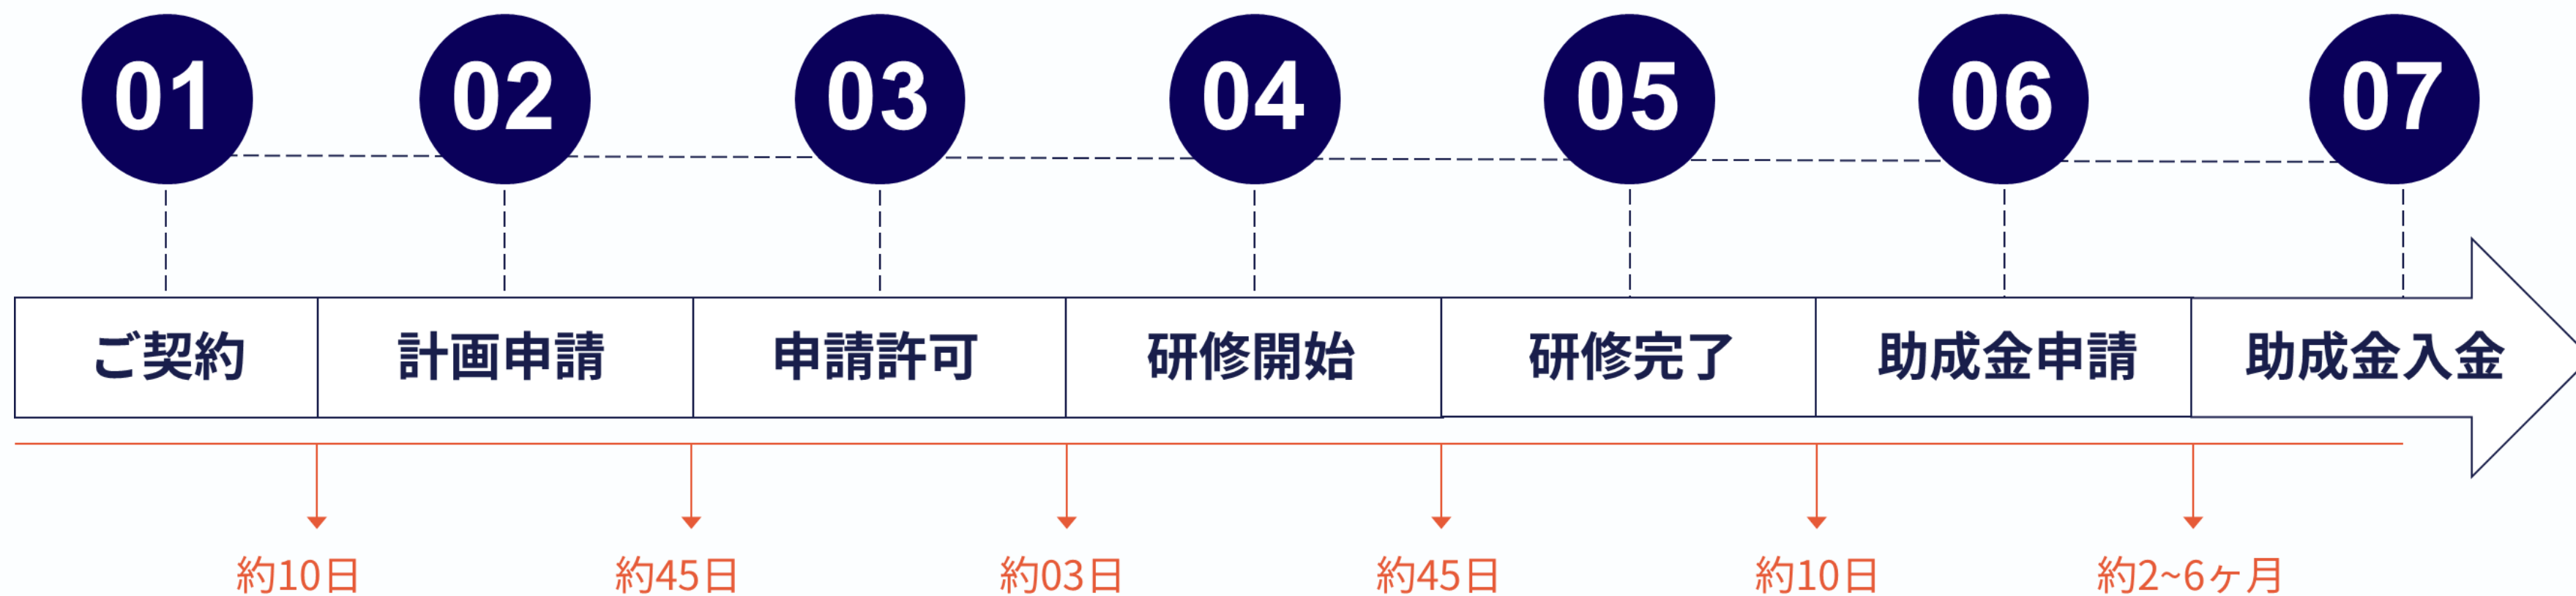 01 02 03 04 05 06 07
ご契約 計画申請 申請許可 研修開始 研修完了 助成金申請 助成金入金
約10日 約45日 約03日 約45日 約10日 約2~6ヶ月